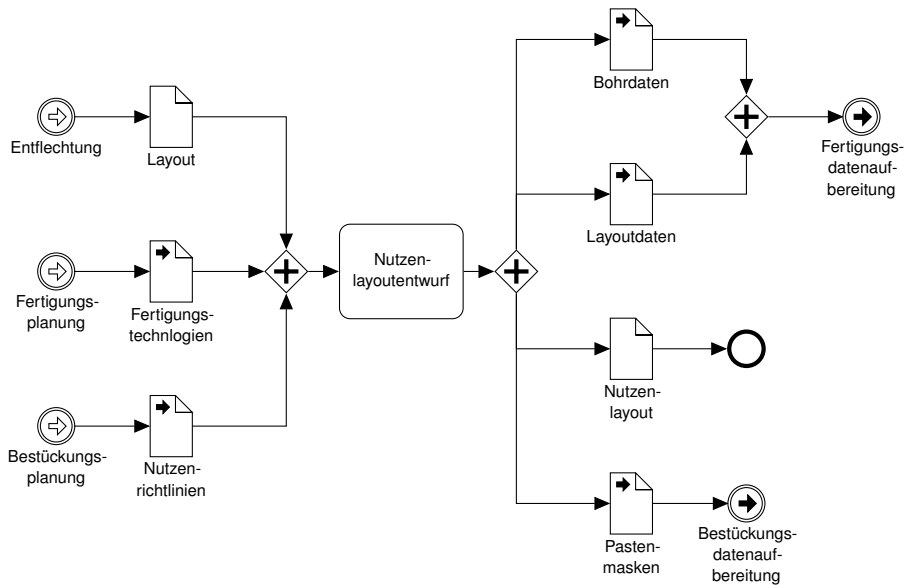 Entflechtung
Layout
Fertigungs-
planung
Fertigungs-
technlogien
Bestückungs-
planung
Nutzen-
richtlinien
Nutzen-
layoutentwurf
Bohrdaten
Layoutdaten
Fertigungs-
datenauf-
bereitung
Nutzen-
layout
Pasten-
masken
Bestückungs-
datenauf-
bereitung